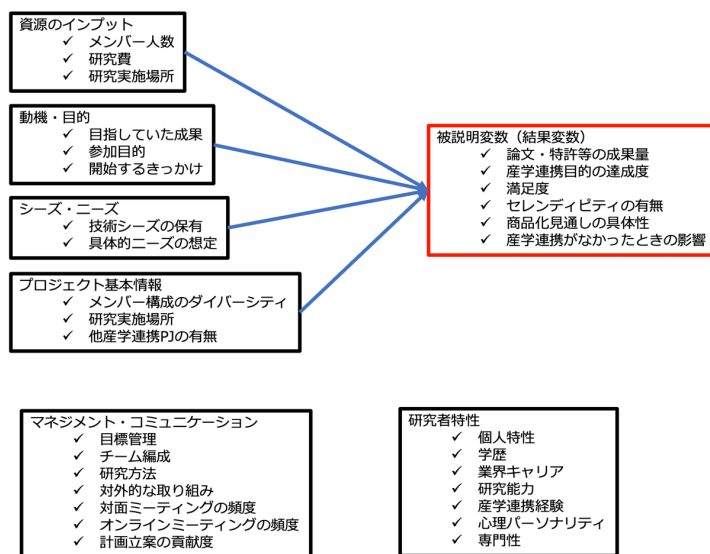 資源のインプット
✓ メンバー人数
✓ 研究費
✓ 研究実施場所
動機・目的
✓ 目指していた成果
✓ 参加目的
✓ 開始するきっかけ
シーズ・ニーズ
✓ 技術シーズの保有
✓ 具体的ニーズの想定
プロジェクト基本情報
✓ メンバー構成のダイバーシティ
✓ 研究実施場所
✓ 他産学連携PJの有無
被説明変数（結果変数）
✓ 論文・特許等の成果量
✓ 産学連携目的の達成度
✓ 満足度
✓ セレンディピティの有無
✓ 商品化見通しの具体性
✓ 産学連携がなかったときの影響
マネジメント・コミュニケーション
✓ 目標管理
✓ チーム編成
✓ 研究方法
✓ 対外的な取り組み
✓ 対面ミーティングの頻度
✓ オンラインミーティングの頻度
✓ 計画立案の貢献度
研究者特性
✓ 個人特性
✓ 学歴
✓ 業界キャリア
✓ 研究能力
✓ 産学連携経験
✓ 心理パーソナリティ
✓ 専門性